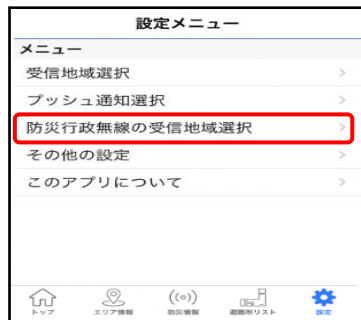 設定メニュー
メニュー
受信地域選択
プッシュ通知選択
防災行政無線の受信地域選択
その他の設定
このアプリについて
トップ
エリア情報
防災情報
避難所リスト
設定